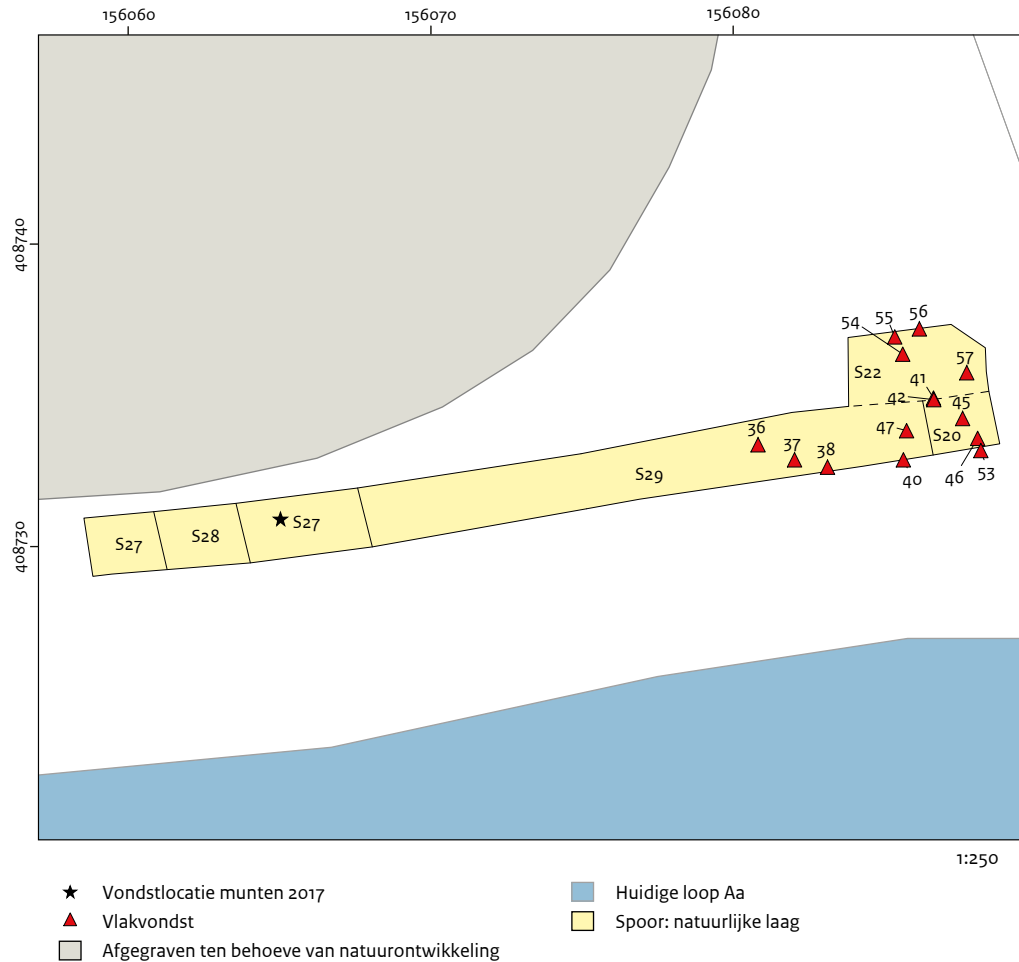 156060
156070
156080
408740
408730
54
55
56
S22
57
41
42
45
36
37
38
47
S20
40
46
53
S29
S27
S28
S27
1:250
Vondstlocatie munten 2017
Vlakvondst
Afgegraven ten behoeve van natuurontwikkeling
Huidige loop Aa
Spoor: natuurlijke laag